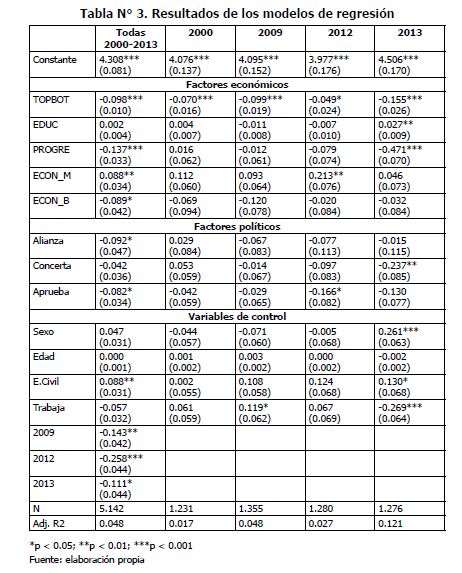 Tabla N° 3. Resultados de los modelos de regresión
Todas 2000-2013 2000 2009 2012 2013
Constante 4.308*** 4.076*** 4.095*** 3.977*** 4.506***
(0.081) (0.137) (0.152) (0.176) (0.170)
Factores económicos
TOPBOT -0.098*** -0.070*** -0.099*** -0.049* -0.155***
(0.010) (0.016) (0.019) (0.024) (0.026)
EDUC 0.002 0.004 -0.011 -0.007 0.027**
(0.004) (0.007) (0.008) (0.010) (0.009)
PROGRE -0.137*** 0.016 -0.012 -0.079 -0.471***
(0.033) (0.062) (0.061) (0.074) (0.070)
ECON_M 0.088** 0.112 0.093 0.213** 0.046
(0.034) (0.060) (0.064) (0.076) (0.073)
ECON_B -0.089* -0.069 -0.120 -0.020 -0.032
(0.042) (0.094) (0.078) (0.084) (0.084)
Factores políticos
Alianza -0.092* 0.029 -0.067 -0.077 -0.015
(0.047) (0.084) (0.083) (0.113) (0.115)
Concerta -0.042 0.053 -0.014 -0.097 -0.237**
(0.036) (0.059) (0.067) (0.083) (0.085)
Aprueba -0.082* -0.042 -0.029 -0.166* -0.130
(0.034) (0.059) (0.065) (0.082) (0.077)
Variables de control
Sexo 0.047 -0.044 -0.071 -0.005 0.261***
(0.031) (0.057) (0.060) (0.068) (0.063)
Edad 0.000 0.001 0.003 0.000 -0.002
(0.001) (0.002) (0.002) (0.002) (0.002)
E.Civil 0.088** 0.002 0.108 0.124 0.130*
(0.031) (0.055) (0.058) (0.068) (0.068)
Trabaja -0.057 0.061 0.119* 0.067 -0.269***
(0.032) (0.059) (0.062) (0.069) (0.064)
2009 -0.143**
(0.042)
2012 -0.258***
(0.044)
2013 -0.111*
(0.044)
N 5.142 1.231 1.355 1.280 1.276
Adj. R2 0.048 0.017 0.048 0.027 0.121
*p < 0.05; **p < 0.01; ***p < 0.001
Fuente: elaboración propia